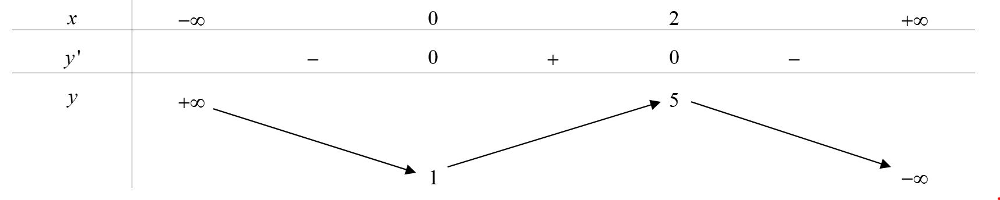 x −∞ 0 2 +∞
y' − 0 + 0 −
y +∞ 5
1 −∞